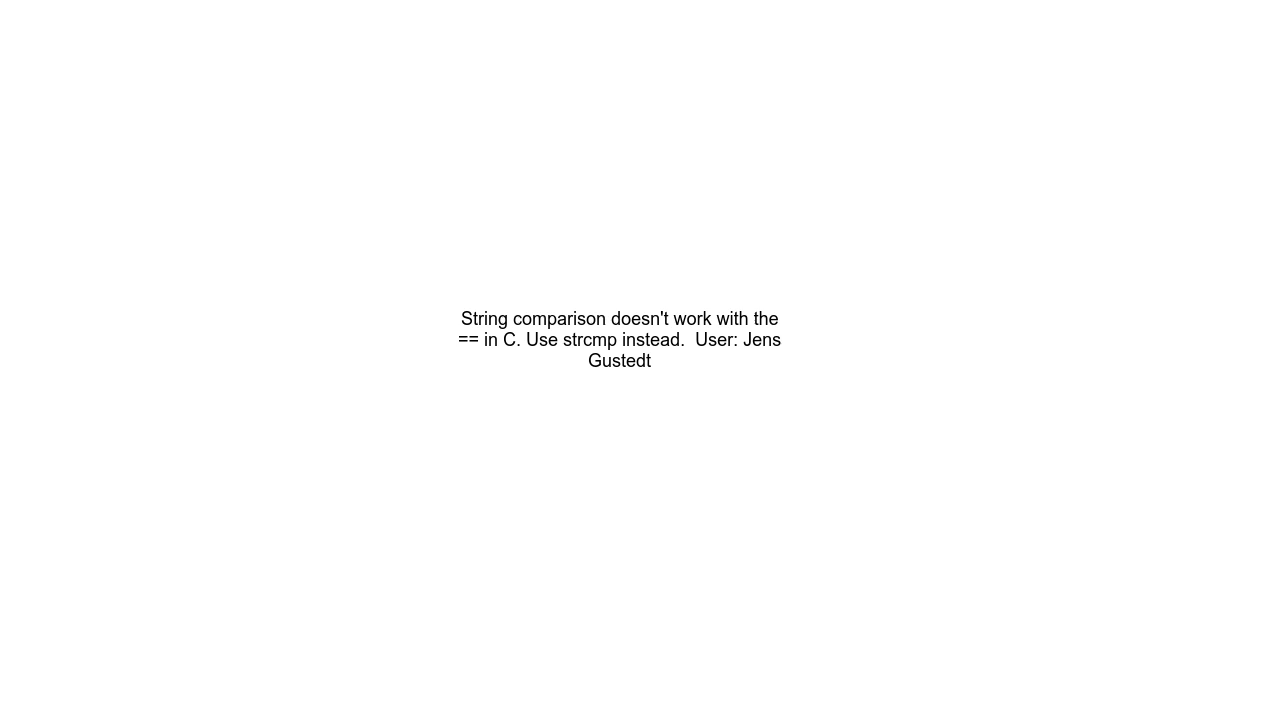 String comparison doesn't work with the
== in C. Use strcmp instead.  User: Jens
Gustedt